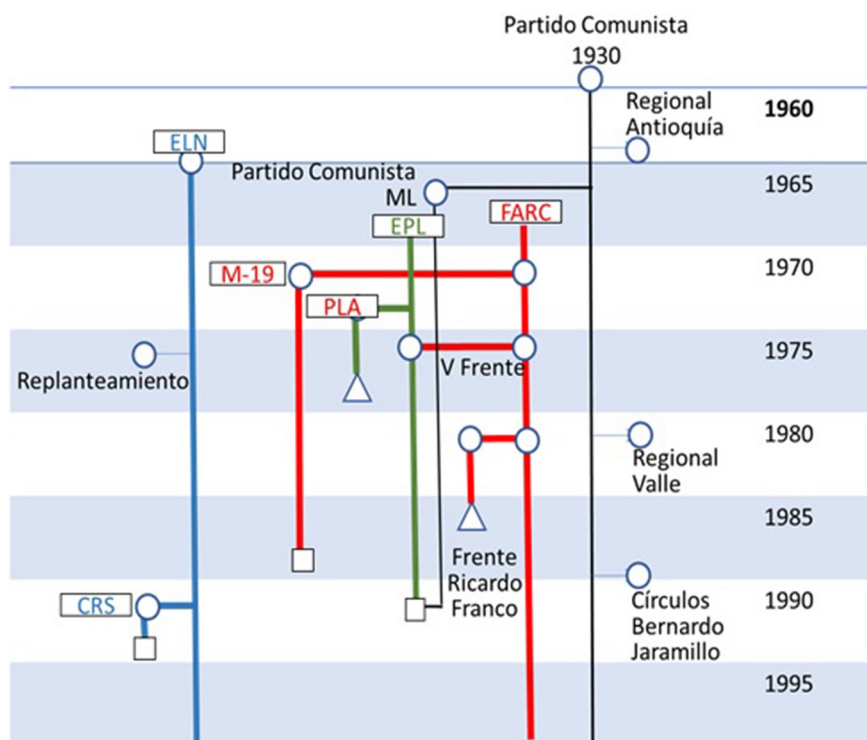 Partido Comunista
1930
Regional
Antioquía
1960
ELN
Partido Comunista
ML
1965
EPL
FARC
M-19
1970
PLA
Replanteamiento
V Frente
1975
1980
Regional
Valle
1985
Frente
Ricardo
Franco
CRS
1990
Círculos
Bernardo
Jaramillo
1995